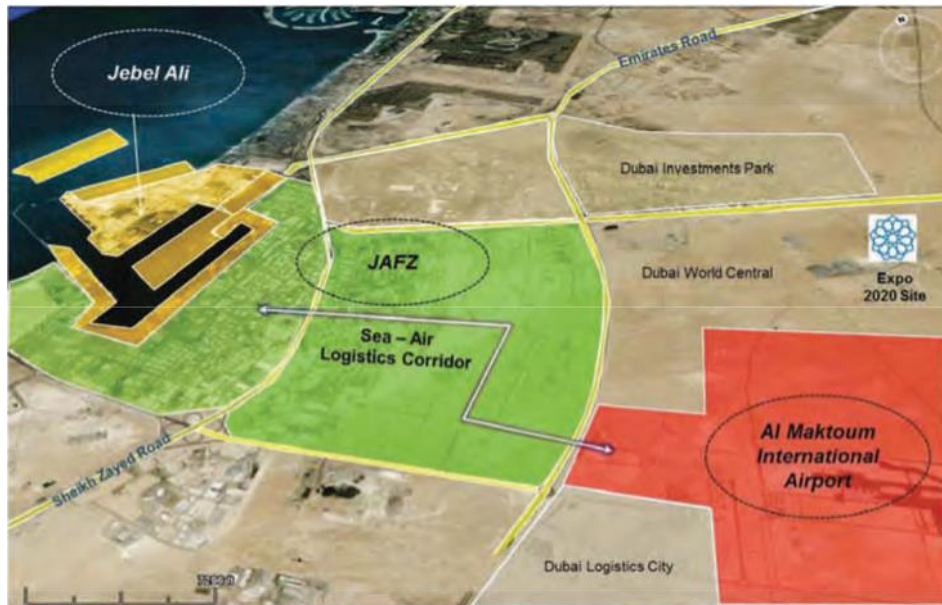 Jebel Ali
Emirates Road
Dubai Investments Park
JAFZ
Dubai World Central
Expo
2020 Site
Sea – Air
Logistics Corridor
Al Maktoum
International
Airport
Sheikh Zayed Road
Dubai Logistics City